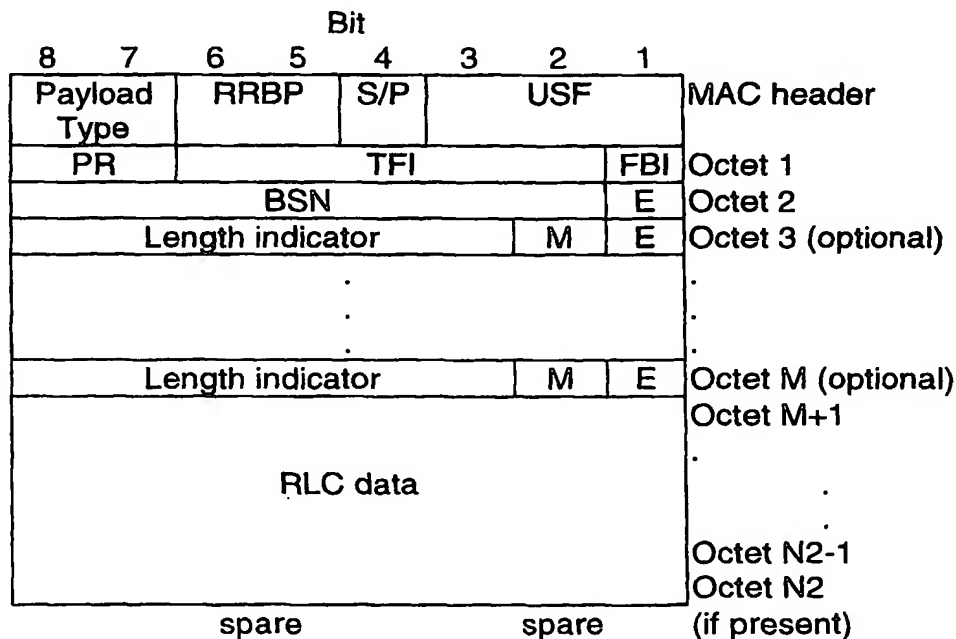 Bit
8 7 6 5 4 3 2 1
Payload Type RRBP S/P USF MAC header
PR TFI FBI Octet 1
BSN E Octet 2
Length indicator M E Octet 3 (optional)
Length indicator M E Octet M (optional)
Octet M+1
RLC data
Octet N2-1
Octet N2
spare spare (if present)